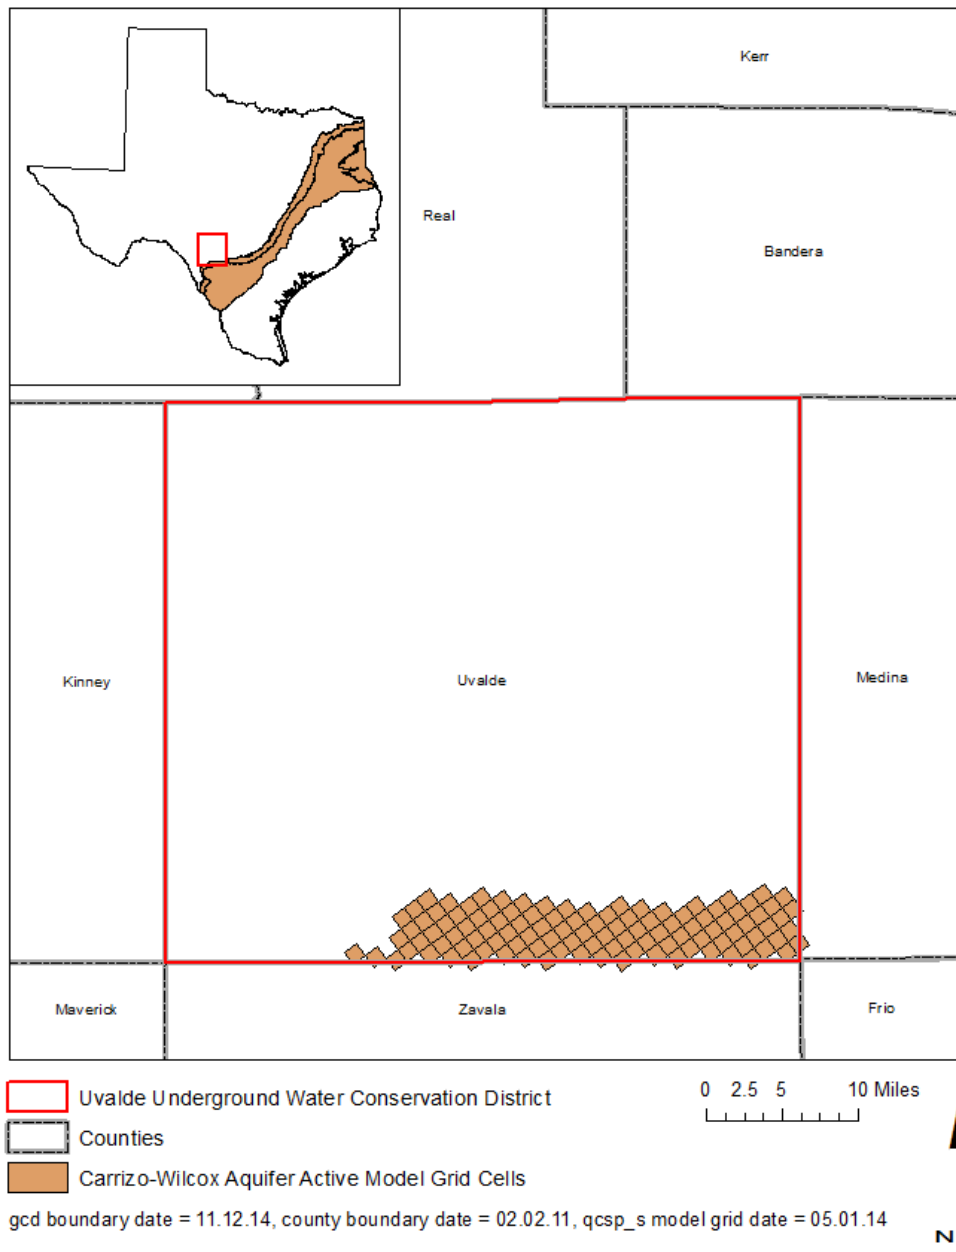 Kerr
Real
Bandera
Kinney
Uvalde
Medina
Maverick
Zavala
Frio
Uvalde Underground Water Conservation District
0 2.5 5 10 Miles
Counties
Carrizo-Wilcox Aquifer Active Model Grid Cells
gcd boundary date = 11.12.14, county boundary date = 02.02.11, qcsp_s model grid date = 05.01.14
N